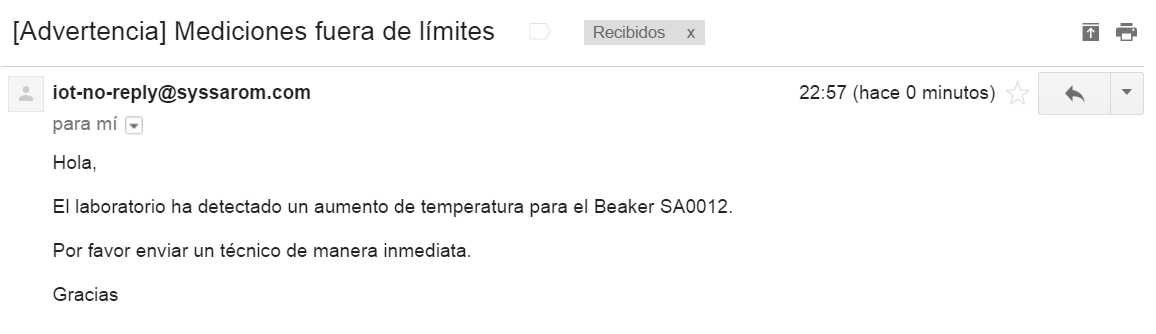 [Advertencia] Mediciones fuera de límites
Recibidos x
iot-no-reply@syssarom.com
22:57 (hace 0 minutos)
para mí
Hola,
El laboratorio ha detectado un aumento de temperatura para el Beaker SA0012.
Por favor enviar un técnico de manera inmediata.
Gracias